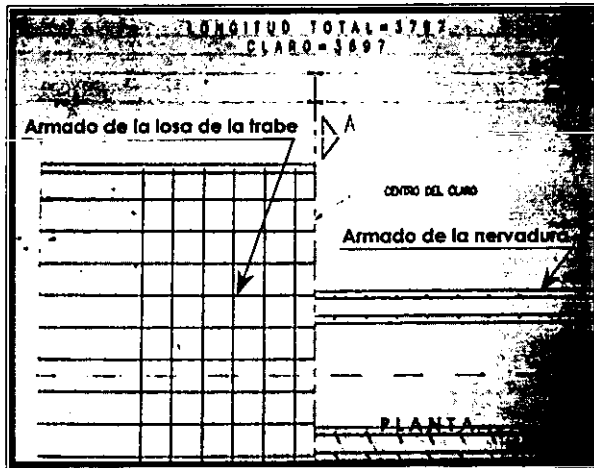 LONGITUD TOTAL=3797
CLARO=3697
Armado de la losa de la trabe
A
CENTRO DEL CLARO
Armado de la nervadura
PLANTA